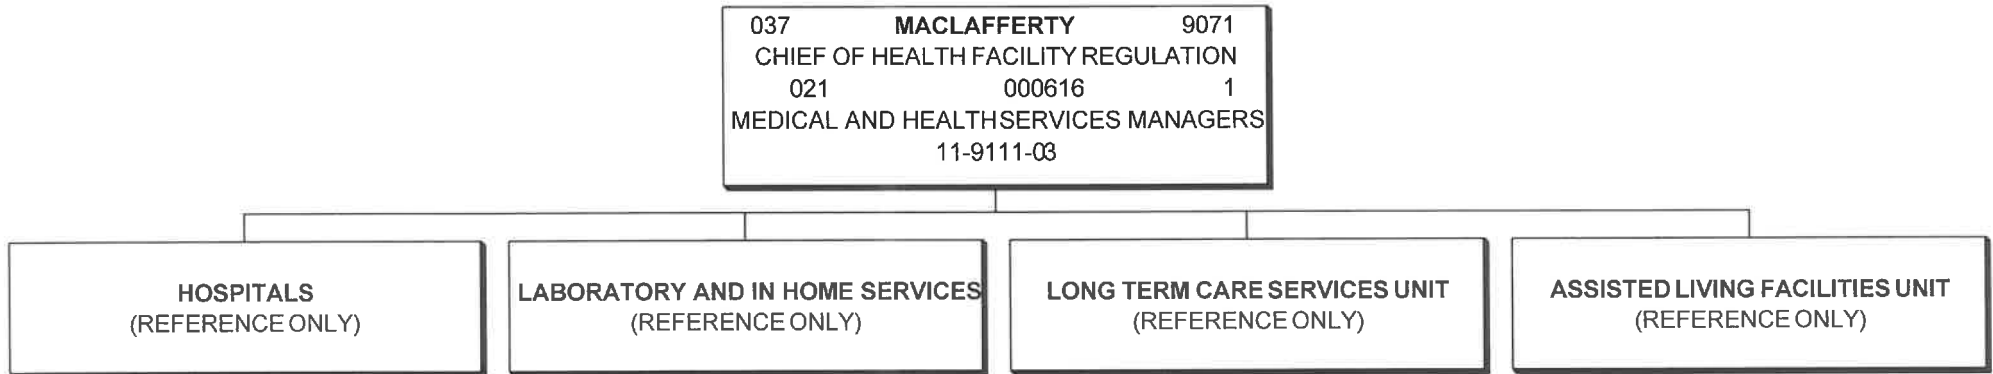 037 MACLAFFERTY 9071
CHIEF OF HEALTH FACILITY REGULATION
021 000616 1
MEDICAL AND HEALTH SERVICES MANAGERS
11-9111-03
HOSPITALS
(REFERENCE ONLY)
LABORATORY AND IN HOME SERVICES
(REFERENCE ONLY)
LONG TERM CARE SERVICES UNIT
(REFERENCE ONLY)
ASSISTED LIVING FACILITIES UNIT
(REFERENCE ONLY)